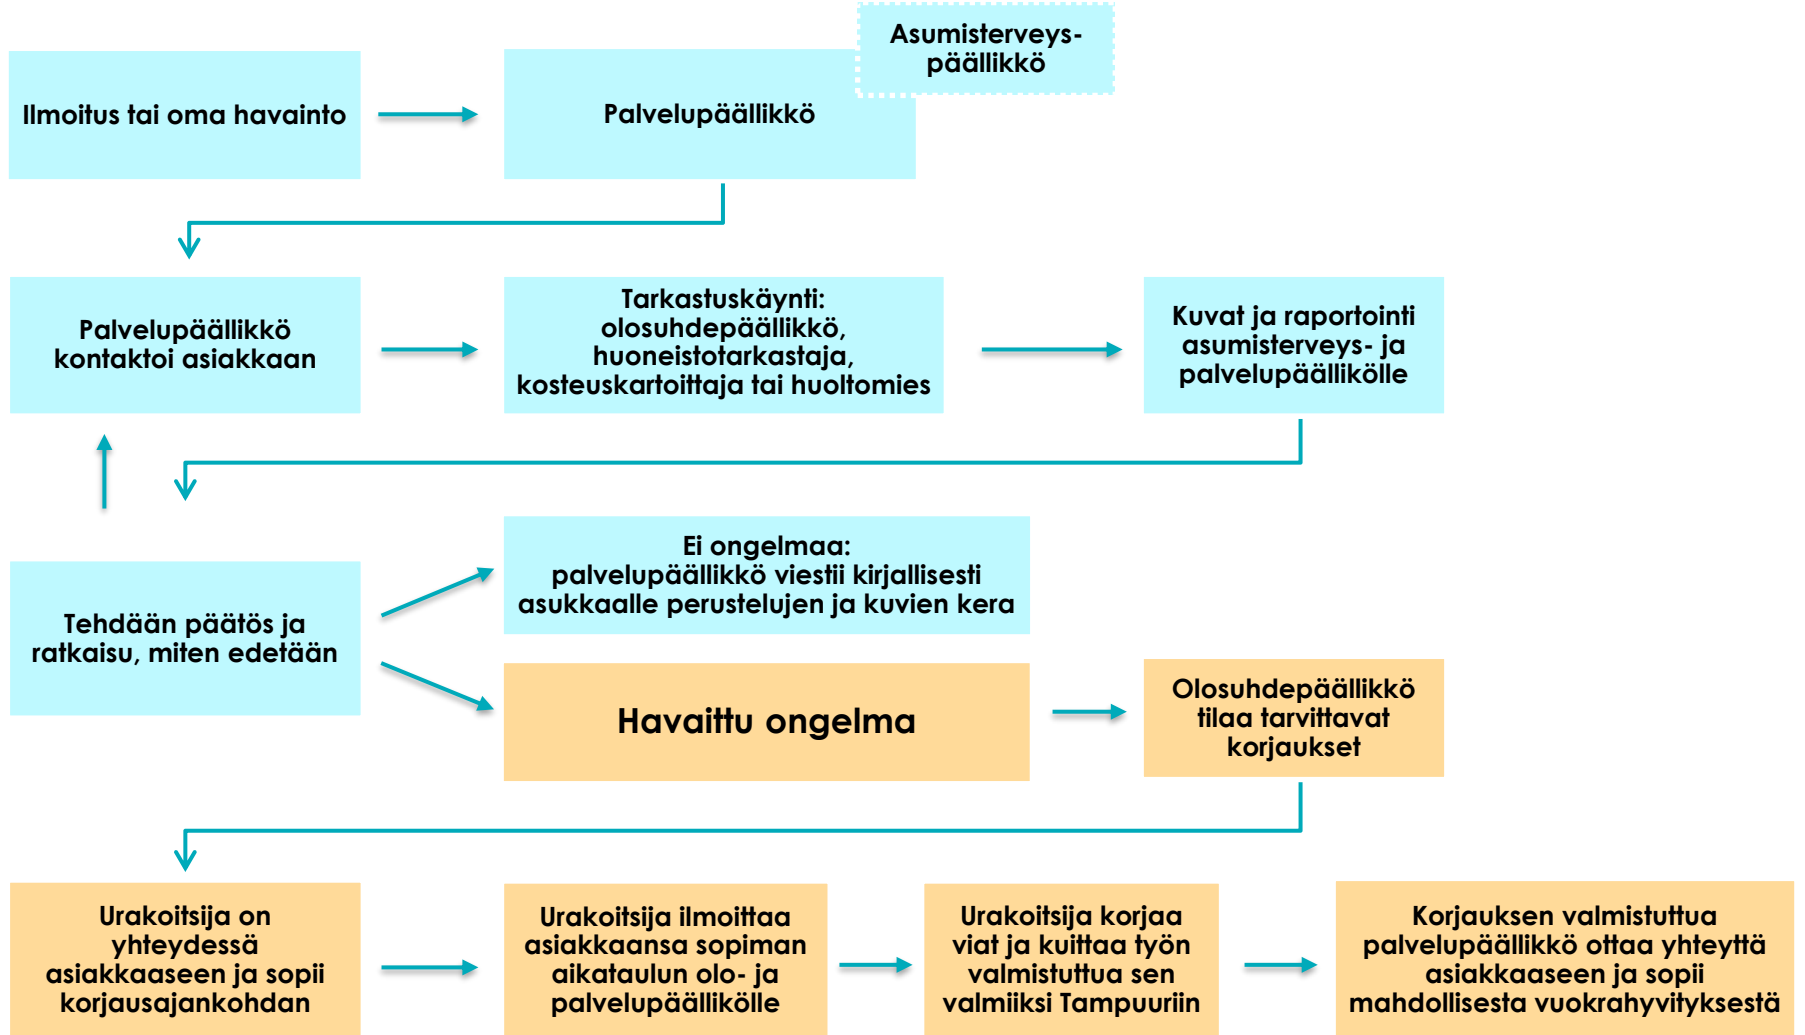 Asumisterveys-
päällikkö
Ilmoitus tai oma havainto
Palvelupäällikkö
Palvelupäällikkö
kontaktoi asiakkaan
Tarkastuskäynti:
olosuhdepäällikkö,
huoneistotarkastaja,
kosteuskartoittaja tai huoltomies
Kuvat ja raportointi
asumisterveys- ja
palvelupäällikölle
Tehdään päätös ja
ratkaisu, miten edetään
Ei ongelmaa:
palvelupäällikkö viestii kirjallisesti
asukkaalle perustelujen ja kuvien kera
Havaittu ongelma
Olosuhdepäällikkö
tilaa tarvittavat
korjaukset
Urakoitsija on
yhteydessä
asiakkaaseen ja sopii
korjausajankohdan
Urakoitsija ilmoittaa
asiakkaansa sopiman
aikataulun olo- ja
palvelupäällikölle
Urakoitsija korjaa
viat ja kuittaa työn
valmistuttua sen
valmiiksi Tampuuriin
Korjauksen valmistuttua
palvelupäällikkö ottaa yhteyttä
asiakkaaseen ja sopii
mahdollisesta vuokrahyvityksestä